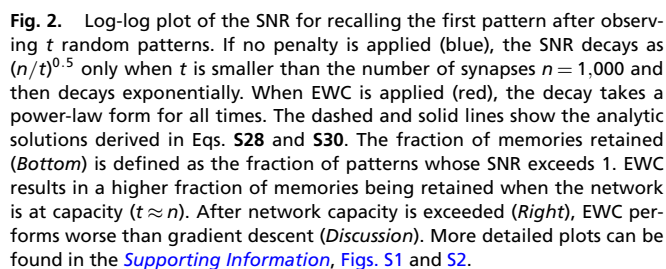 Fig. 2. Log-log plot of the SNR for recalling the first pattern after observ-
ing t random patterns. If no penalty is applied (blue), the SNR decays as
(n/t)^0.5 only when t is smaller than the number of synapses n = 1,000 and
then decays exponentially. When EWC is applied (red), the decay takes a
power-law form for all times. The dashed and solid lines show the analytic
solutions derived in Eqs. S28 and S30. The fraction of memories retained
(Bottom) is defined as the fraction of patterns whose SNR exceeds 1. EWC
results in a higher fraction of memories being retained when the network
is at capacity (t ≈ n). After network capacity is exceeded (Right), EWC per-
forms worse than gradient descent (Discussion). More detailed plots can be
found in the Supporting Information, Figs. S1 and S2.